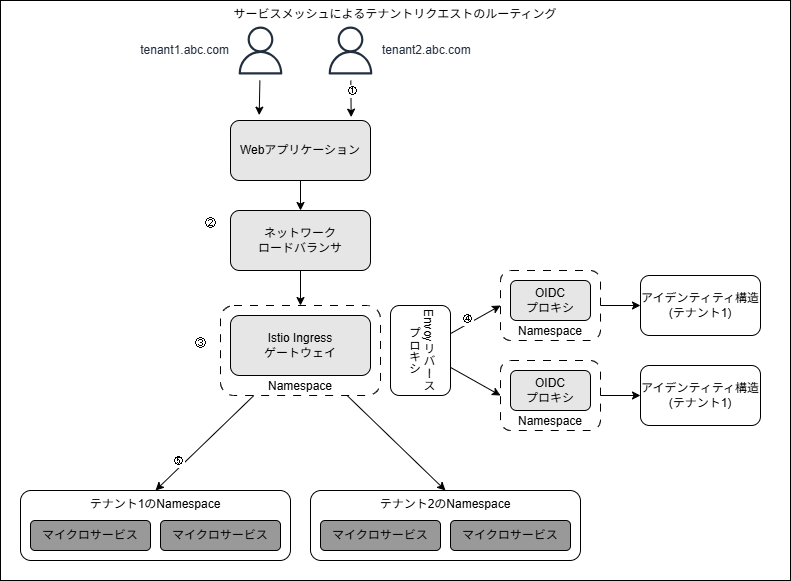 サービスメッシュによるテナントリクエストのルーティング
tenant1.abc.com
tenant2.abc.com
①
Webアプリケーション
②
ネットワーク
ロードバランサ
③
Istio Ingress
ゲートウェイ
Namespace
Envoyリバース
プロキシ
④
OIDC
プロキシ
Namespace
アイデンティティ構造
(テナント1)
OIDC
プロキシ
Namespace
アイデンティティ構造
(テナント1)
⑤
テナント1のNamespace
マイクロサービス
マイクロサービス
テナント2のNamespace
マイクロサービス
マイクロサービス